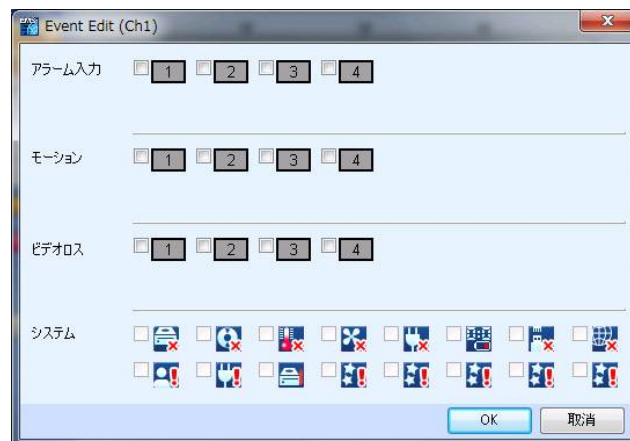 Event Edit (Ch1)
アラーム入力 1 2 3 4
モーション 1 2 3 4
ビデオロス 1 2 3 4
システム
OK 取消